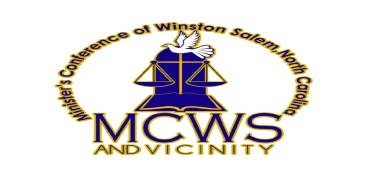 Minister's Conference of Winston Salem, North Carolina
MCWS
AND VICINITY